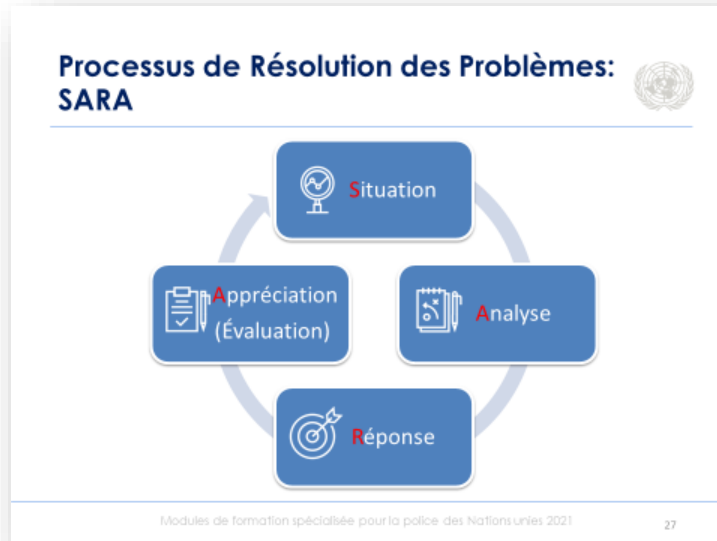 Processus de Résolution des Problèmes:
SARA
Situation
Analyse
Réponse
Appréciation
(Évaluation)
Modules de formation spécialisée pour la police des Nations unies 2021
27